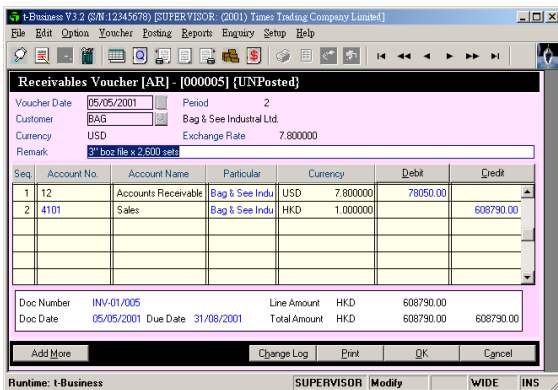 t-Business V3.2 (S/N:12345678) [SUPERVISOR: (2001) Times Trading Company Limited]
File Edit Option Voucher Posting Reports Enquiry Setup Help
Receivables Voucher [AR] - [000005] {UNPosted}
Voucher Date 05/05/2001 Period 2
Customer BAG Bag & See Industral Ltd.
Currency USD Exchange Rate 7.800000
Remark 3" boz file x 2,600 sets
Seq. Account No. Account Name Particular Currency Debit Credit
1 12 Accounts Receivable Bag & See Indu USD 7.800000 78050.00
2 4101 Sales Bag & See Indu HKD 1.000000 608790.00
Doc Number INV-01/005 Line Amount HKD 608790.00
Doc Date 05/05/2001 Due Date 31/08/2001 Total Amount HKD 608790.00 608790.00
Add More Change Log Print OK Cancel
Runtime: t-Business SUPERVISOR Modify WIDE INS